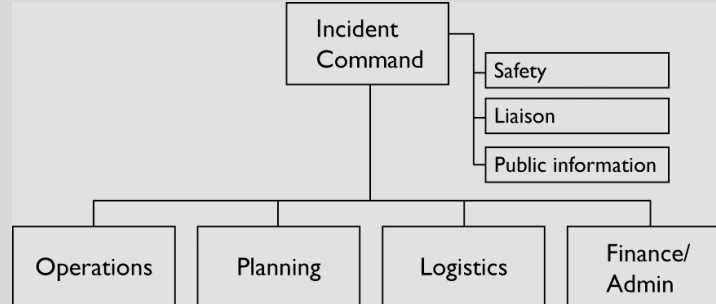 Incident
Command
Safety
Liaison
Public information
Operations
Planning
Logistics
Finance/
Admin